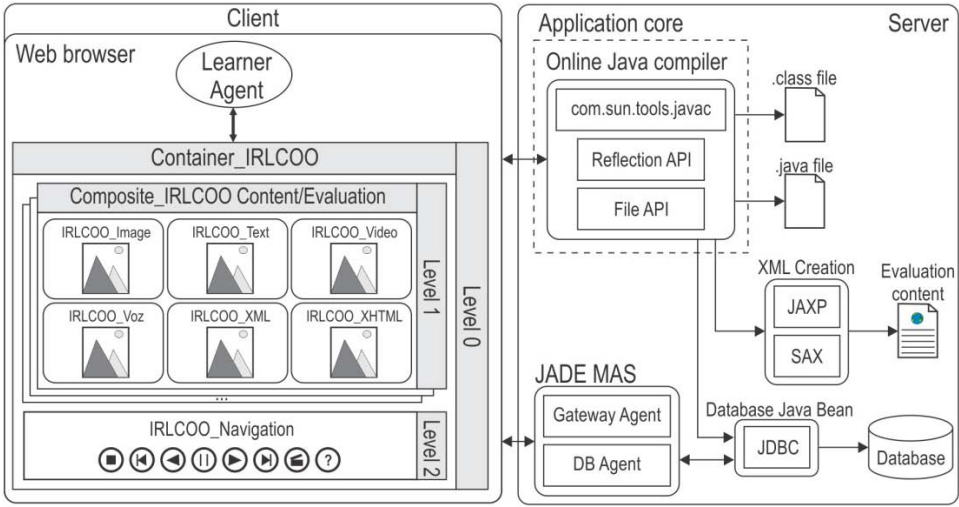 Client
Web browser
Learner
Agent
Container_IRLCOO
Composite_IRLCOO Content/Evaluation
IRLCOO_Image
IRLCOO_Text
IRLCOO_Video
IRLCOO_Voz
IRLCOO_XML
IRLCOO_XHTML
Level 1
Level 0
...
IRLCOO_Navigation
?
Level 2
Application core
Server
Online Java compiler
com.sun.tools.javac
Reflection API
File API
.class file
.java file
XML Creation
JAXP
SAX
Evaluation
content
JADE MAS
Gateway Agent
DB Agent
Database Java Bean
JDBC
Database